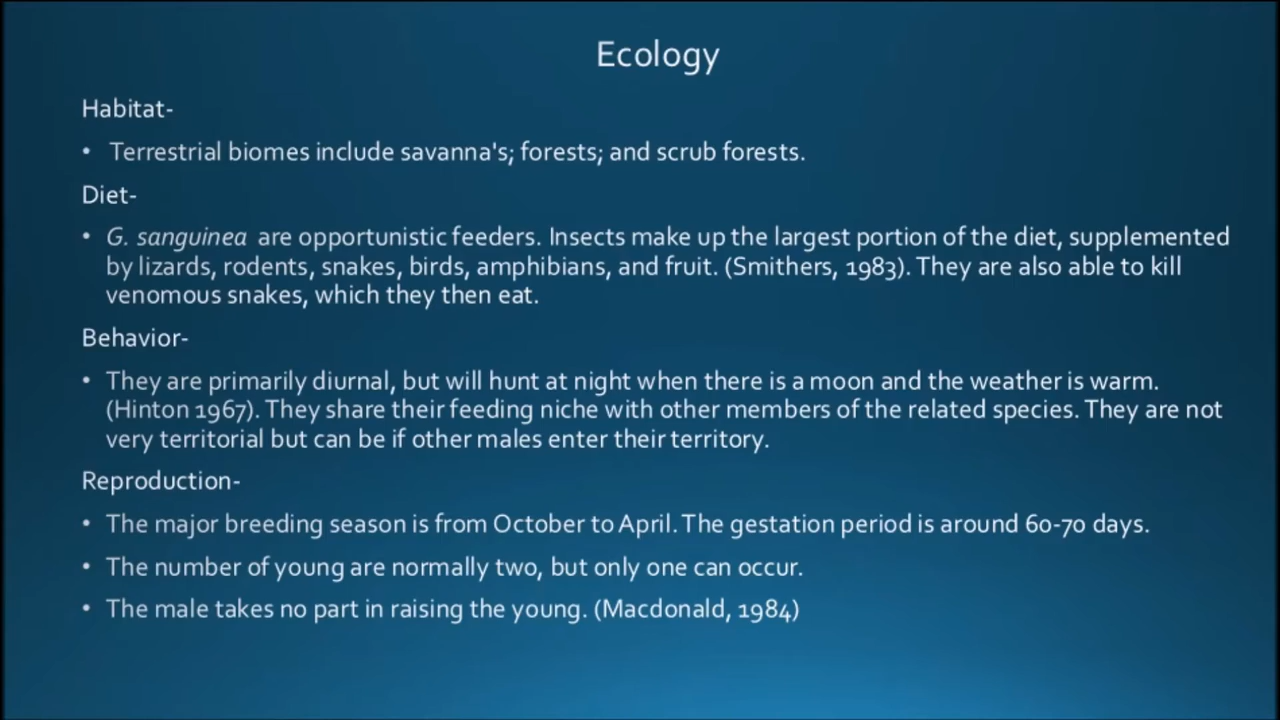 Ecology
Habitat-
• Terrestrial biomes include savanna's; forests; and scrub forests.
Diet-
• G. sanguinea are opportunistic feeders. Insects make up the largest portion of the diet, supplemented
by lizards, rodents, snakes, birds, amphibians, and fruit. (Smithers, 1983). They are also able to kill
venomous snakes, which they then eat.
Behavior-
• They are primarily diurnal, but will hunt at night when there is a moon and the weather is warm.
(Hinton 1967). They share their feeding niche with other members of the related species. They are not
very territorial but can be if other males enter their territory.
Reproduction-
• The major breeding season is from October to April. The gestation period is around 60-70 days.
• The number of young are normally two, but only one can occur.
• The male takes no part in raising the young. (Macdonald, 1984)